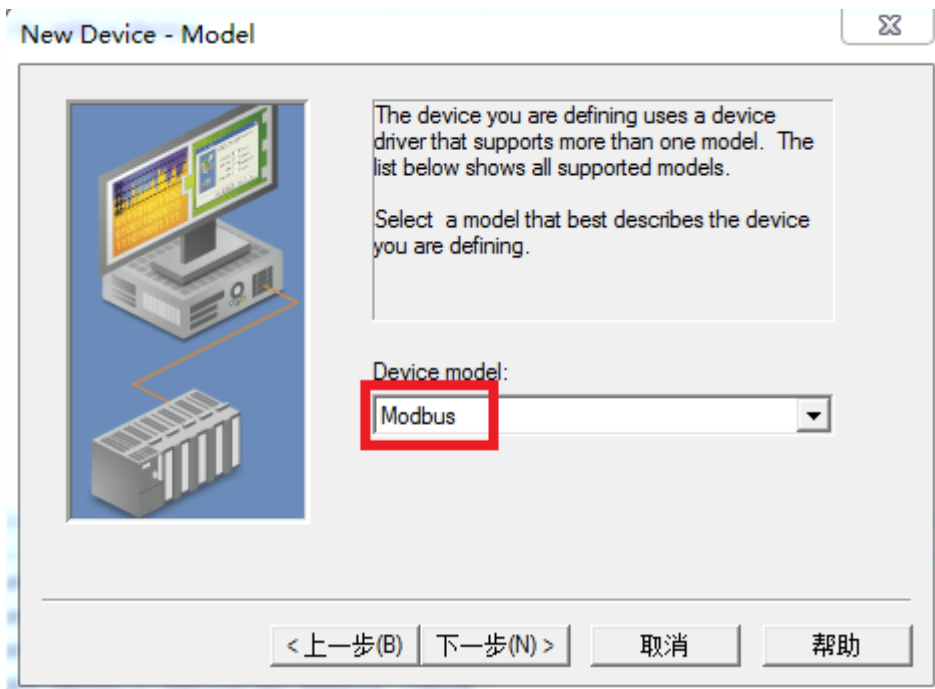 New Device - Model
The device you are defining uses a device
driver that supports more than one model. The
list below shows all supported models.
Select a model that best describes the device
you are defining.
Device model:
Modbus
<上一步(B) 下一步(N)> 取消 帮助